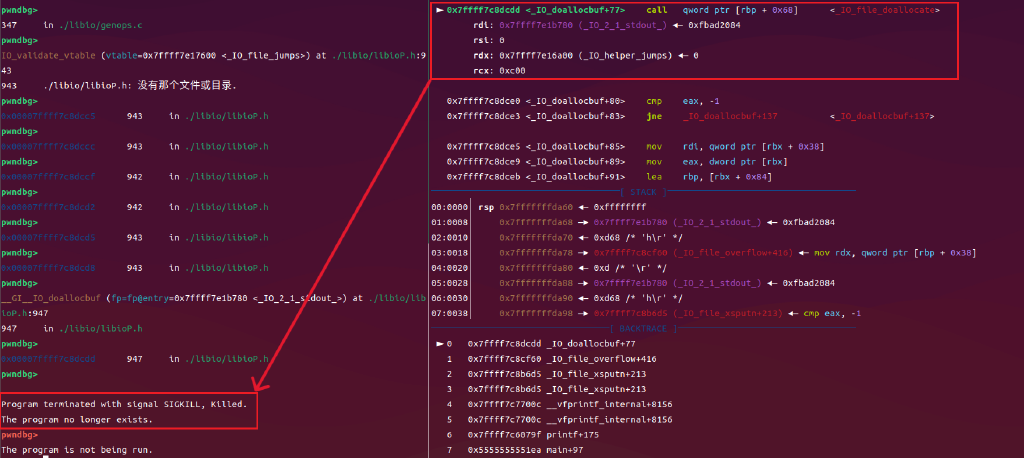 347     in ./libio/genops.c
pwndbg>
_IO_validate_vtable (vtable=0x7ffff7e17600 <_IO_file_jumps>) at ./libio/libioP.h:9
43
943     ./libio/libioP.h: 没有那个文件或目录.
pwndbg>
943     in ./libio/libioP.h
pwndbg>
0x00007ffff7c8dccc      943     in ./libio/libioP.h
pwndbg>
0x00007ffff7c8dccf      942     in ./libio/libioP.h
pwndbg>
0x00007ffff7c8dcd2      942     in ./libio/libioP.h
pwndbg>
0x00007ffff7c8dcd5      943     in ./libio/libioP.h
pwndbg>
0x00007ffff7c8dcd8      943     in ./libio/libioP.h
pwndbg>
__GI__IO_doallocbuf (fp=fp@entry=0x7ffff7e1b780 <_IO_2_1_stdout_>) at ./libio/lib
ioP.h:947
947     in ./libio/libioP.h
pwndbg>
0x00007ffff7c8dcdd      947     in ./libio/libioP.h
pwndbg>
Program terminated with signal SIGKILL, Killed.
The program no longer exists.
pwndbg>
The program is not being run.
► 0x7ffff7c8dcdd <_IO_doallocbuf+77>    call   qword ptr [rbp + 0x68]      <_IO_file_doallocate>
rdi: 0x7ffff7e1b780 (_IO_2_1_stdout_) ◄— 0xfbad2084
rsi: 0
rdx: 0x7ffff7e16a00 (_IO_helper_jumps) ◄— 0
rcx: 0xc00
0x7ffff7c8dce0 <_IO_doallocbuf+80>    cmp    eax, -1
0x7ffff7c8dce3 <_IO_doallocbuf+83>    jne    _IO_doallocbuf+137          <_IO_doallocbuf+137>
0x7ffff7c8dce5 <_IO_doallocbuf+85>    mov    rdi, qword ptr [rbx + 0x38]
0x7ffff7c8dce9 <_IO_doallocbuf+89>    mov    eax, dword ptr [rbx]
0x7ffff7c8dceb <_IO_doallocbuf+91>    lea    rbp, [rbx + 0x84]
[ STACK ]
00:0000│ rsp 0x7fffffffda60 ◄— 0xffffffff
01:0008│     0x7fffffffda68 —▸ 0x7ffff7e1b780 (_IO_2_1_stdout_) ◄— 0xfbad2084
02:0010│     0x7fffffffda70 ◄— 0xd68 /* 'h\r' */
03:0018│     0x7fffffffda78 —▸ 0x7ffff7c8cf60 (_IO_file_overflow+416) ◄— mov rdx, qword ptr [rbp + 0x38]
04:0020│     0x7fffffffda80 ◄— 0xd /* '\r' */
05:0028│     0x7fffffffda88 —▸ 0x7ffff7e1b780 (_IO_2_1_stdout_) ◄— 0xfbad2084
06:0030│     0x7fffffffda90 ◄— 0xd68 /* 'h\r' */
07:0038│     0x7fffffffda98 —▸ 0x7ffff7c8b6d5 (_IO_file_xsputn+213) ◄— cmp eax, -1
[ BACKTRACE ]
► 0   0x7ffff7c8dcdd _IO_doallocbuf+77
1   0x7ffff7c8cf60 _IO_file_overflow+416
2   0x7ffff7c8b6d5 _IO_file_xsputn+213
3   0x7ffff7c8b6d5 _IO_file_xsputn+213
4   0x7ffff7c7700c __vfprintf_internal+8156
5   0x7ffff7c7700c __vfprintf_internal+8156
6   0x7ffff7c6079f printf+175
7   0x5555555551ea main+97